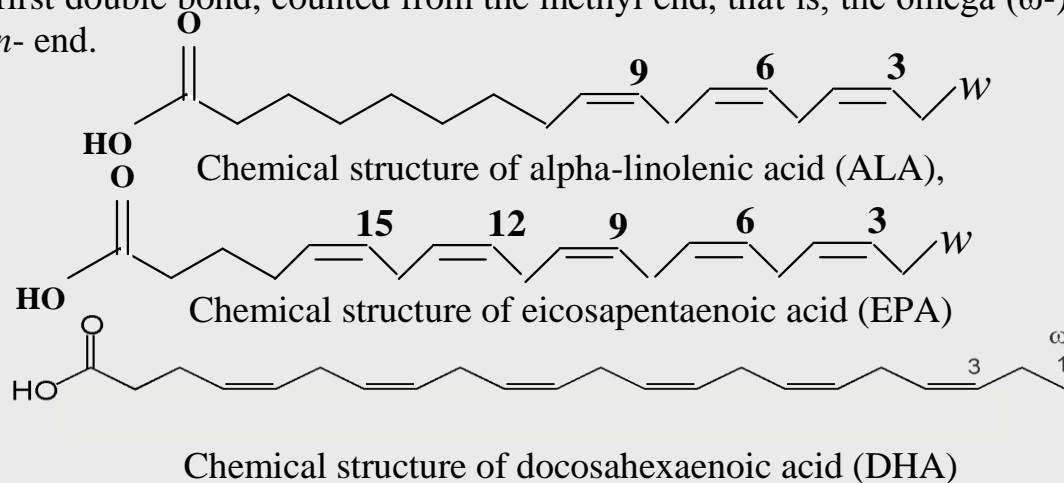 first double bond, counted from the methyl end, that is, the omega (ω-)
n- end.
O
9 6 3
w
HO
Chemical structure of alpha-linolenic acid (ALA),
O
15 12 9 6 3
w
HO
Chemical structure of eicosapentaenoic acid (EPA)
O
ω
3 1
HO
Chemical structure of docosahexaenoic acid (DHA)